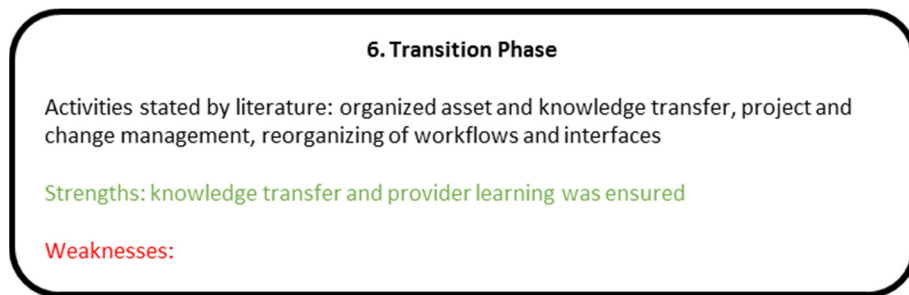 6. Transition Phase
Activities stated by literature: organized asset and knowledge transfer, project and
change management, reorganizing of workflows and interfaces
Strengths: knowledge transfer and provider learning was ensured
Weaknesses: